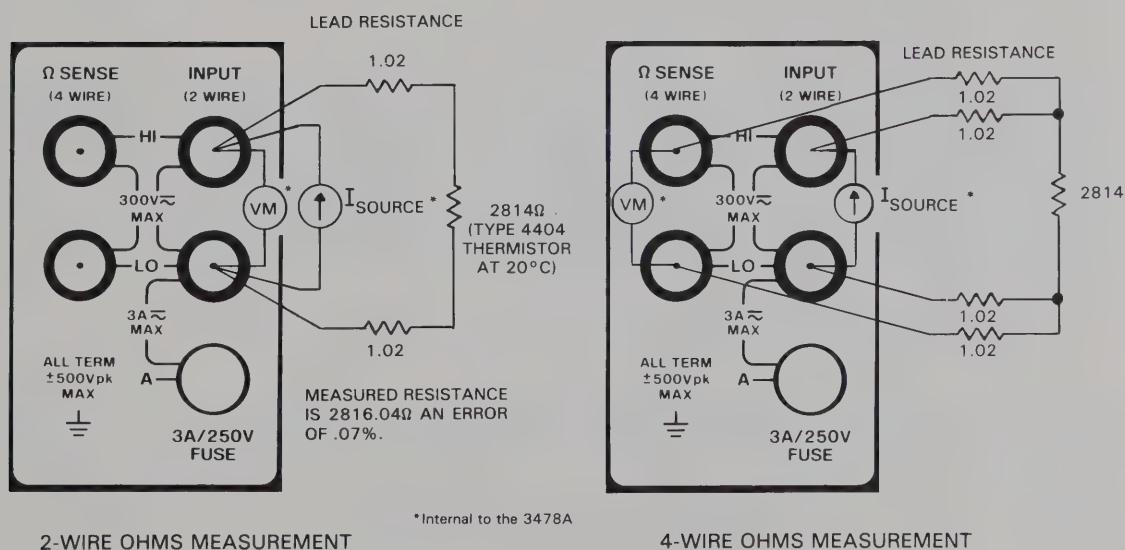 LEAD RESISTANCE
1.02
Ω SENSE
(4 WIRE)
INPUT
(2 WIRE)
HI
300V⎓∼
MAX
VM
*
I SOURCE *
2814Ω
(TYPE 4404
THERMISTOR
AT 20°C)
LO
3A⎓∼
MAX
1.02
ALL TERM
±500Vpk
MAX
A
3A/250V
FUSE
MEASURED RESISTANCE
IS 2816.04Ω AN ERROR
OF .07%.
2-WIRE OHMS MEASUREMENT
*Internal to the 3478A
LEAD RESISTANCE
1.02
1.02
Ω SENSE
(4 WIRE)
INPUT
(2 WIRE)
HI
300V⎓∼
MAX
VM
*
I SOURCE *
2814
LO
3A⎓∼
MAX
1.02
1.02
ALL TERM
±500Vpk
MAX
A
3A/250V
FUSE
4-WIRE OHMS MEASUREMENT